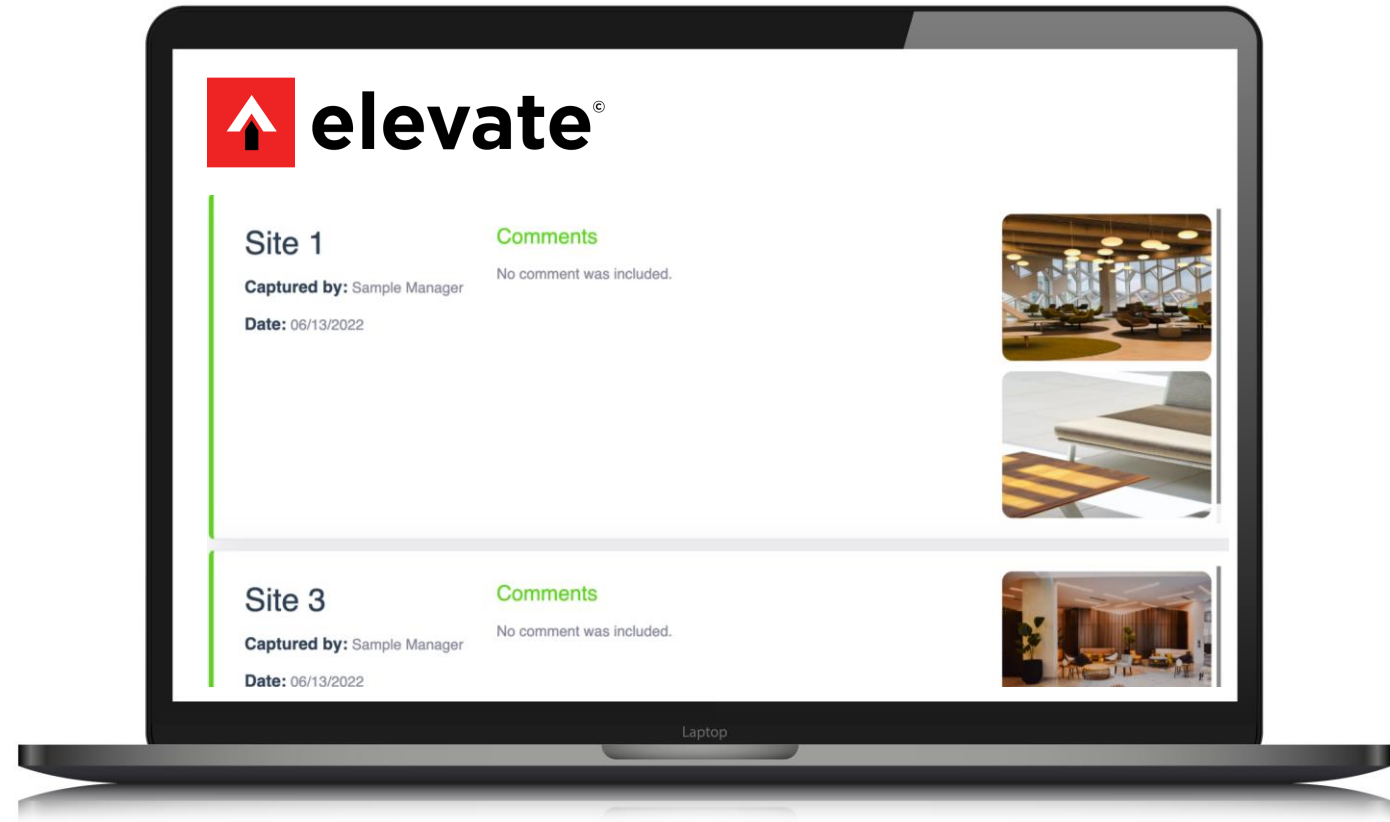 elevate©
Site 1
Captured by: Sample Manager
Date: 06/13/2022
Comments
No comment was included.
Site 3
Captured by: Sample Manager
Date: 06/13/2022
Comments
No comment was included.
Laptop